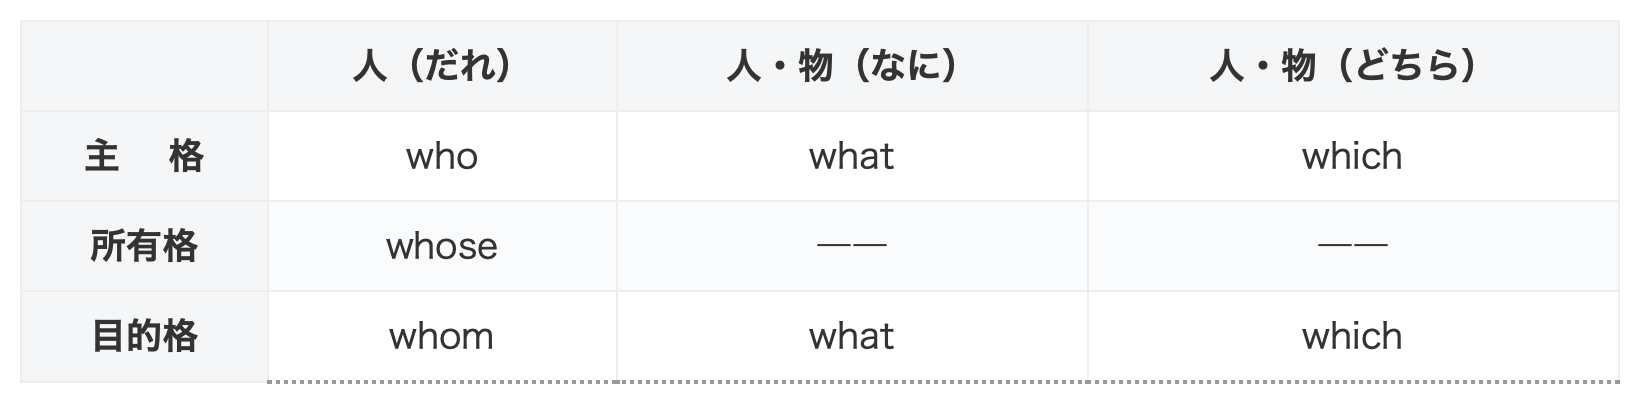 人（だれ） 人・物（なに） 人・物（どちら）
主　格 who what which
所有格 whose —— ——
目的格 whom what which